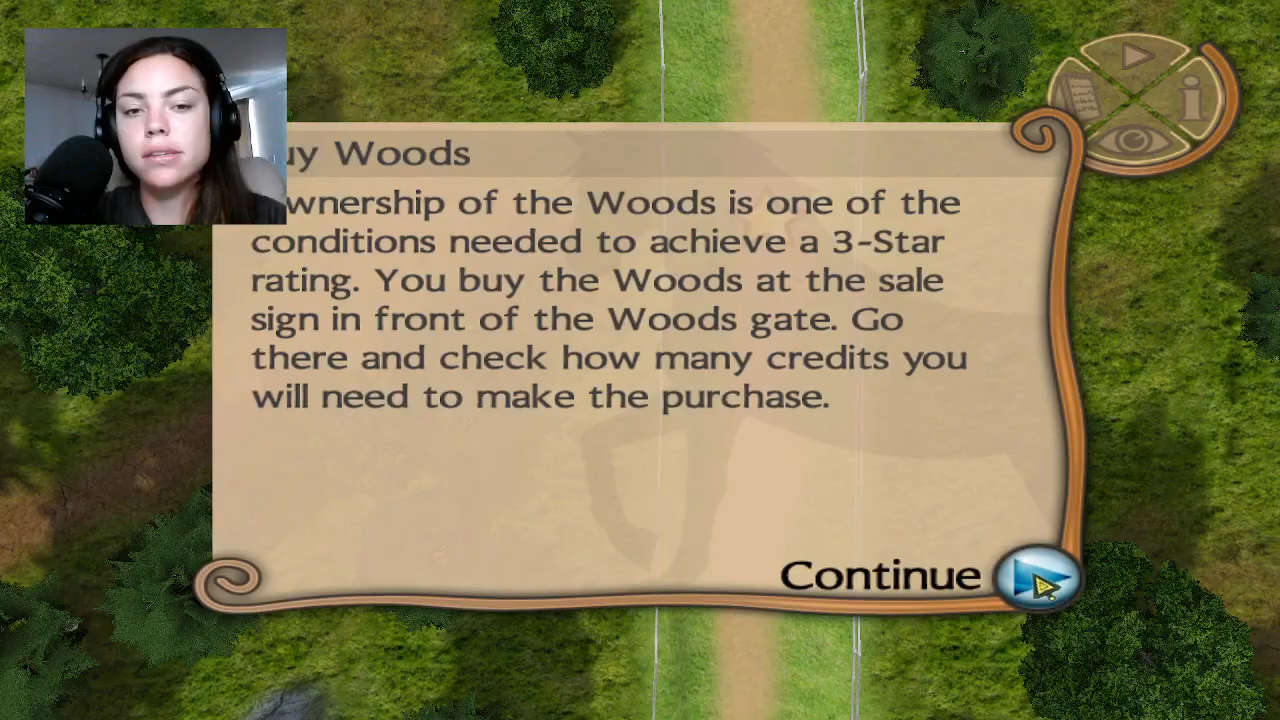 uy Woods
wnership of the Woods is one of the
conditions needed to achieve a 3-Star
rating. You buy the Woods at the sale
sign in front of the Woods gate. Go
there and check how many credits you
will need to make the purchase.
Continue